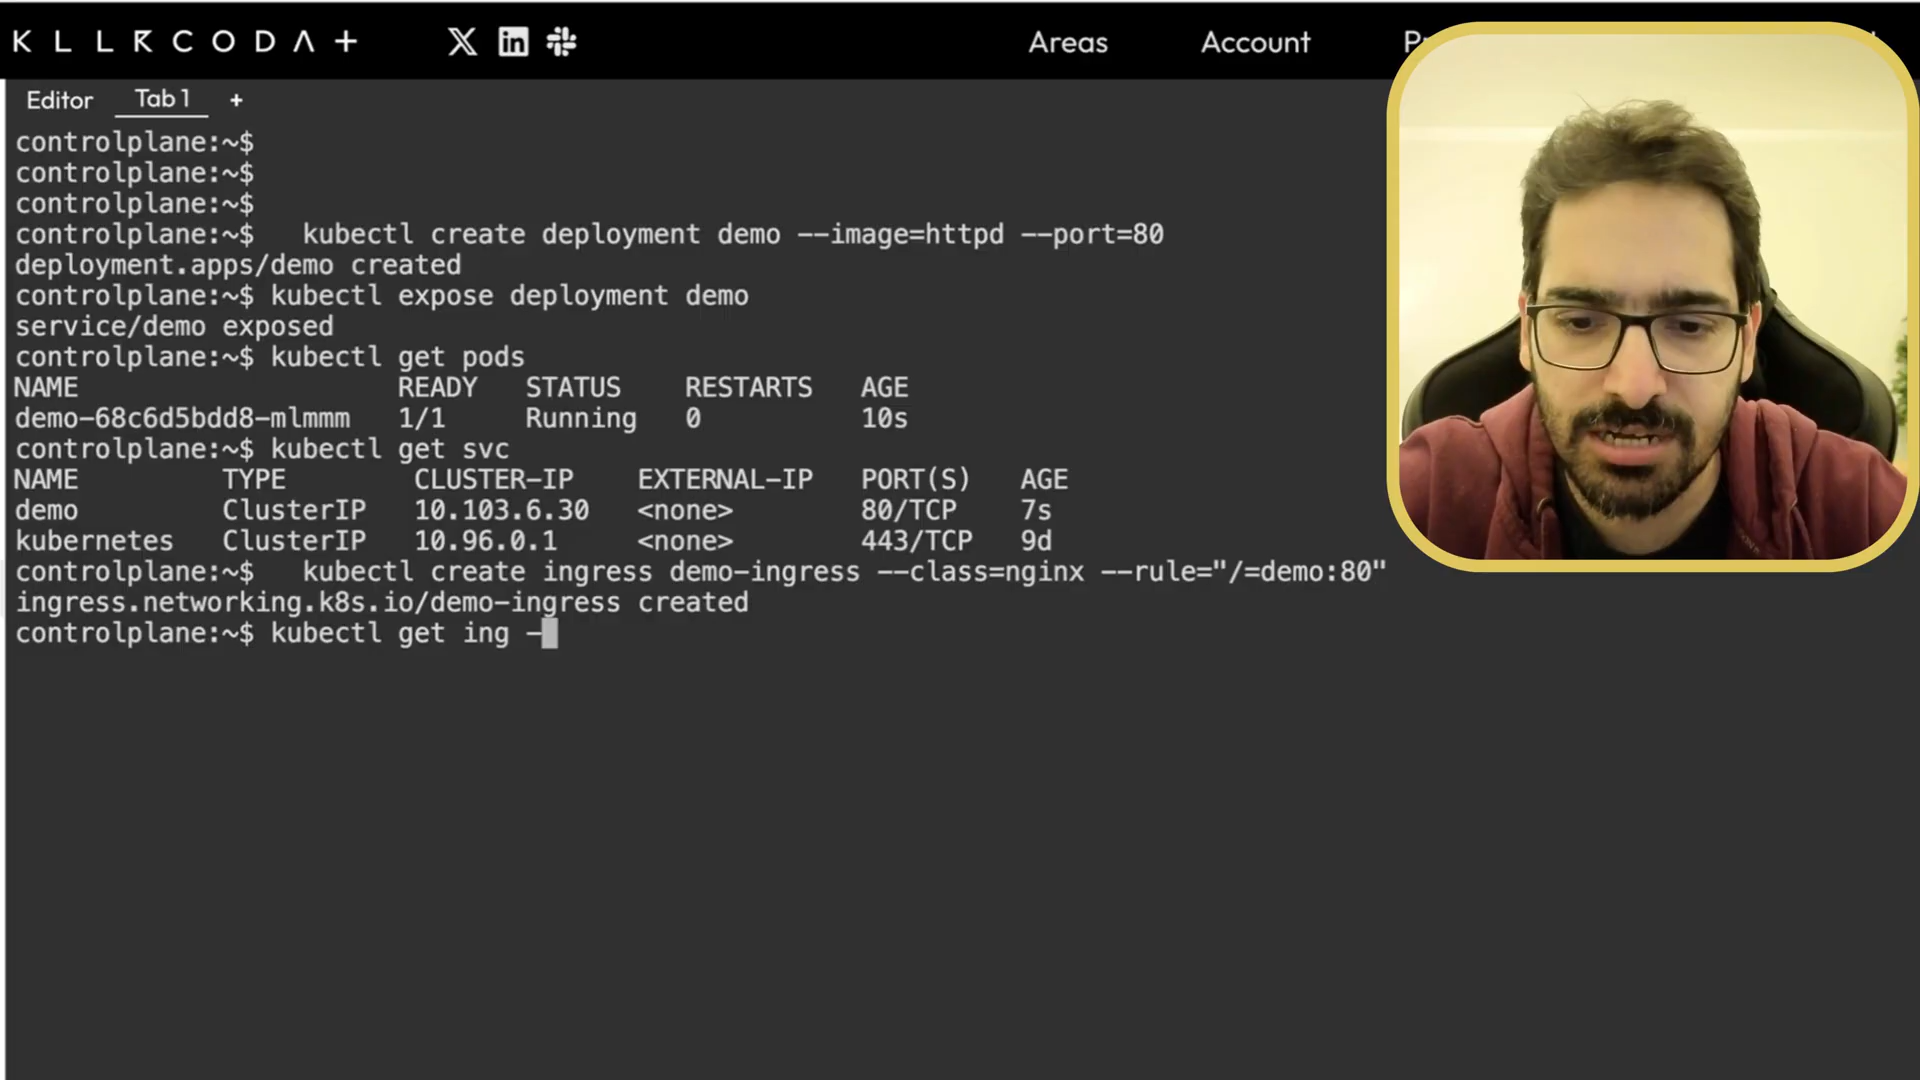 KLLRCODA+
Areas
Account
Editor
Tab 1
+
controlplane:~$
controlplane:~$
controlplane:~$
controlplane:~$   kubectl create deployment demo --image=httpd --port=80
deployment.apps/demo created
controlplane:~$ kubectl expose deployment demo
service/demo exposed
controlplane:~$ kubectl get pods
NAME READY STATUS RESTARTS AGE
demo-68c6d5bdd8-mlmmm 1/1 Running 0 10s
controlplane:~$ kubectl get svc
NAME TYPE CLUSTER-IP EXTERNAL-IP PORT(S) AGE
demo ClusterIP 10.103.6.30 <none> 80/TCP 7s
kubernetes ClusterIP 10.96.0.1 <none> 443/TCP 9d
controlplane:~$   kubectl create ingress demo-ingress --class=nginx --rule="/=demo:80"
ingress.networking.k8s.io/demo-ingress created
controlplane:~$ kubectl get ing -